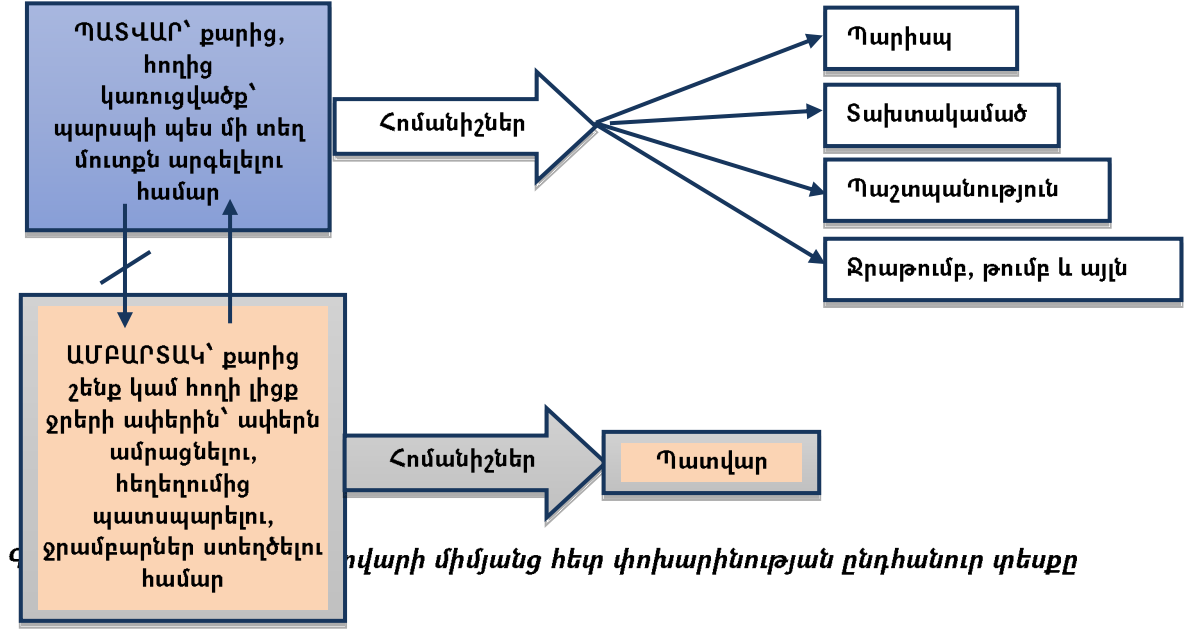 ՊԱՏՎԱՐ՝ քարից,
հողից
կառուցվածք՝
պարսպի պես մի տեղ
մուտքն արգելելու
համար
Հոմանիշներ
Պարիսպ
Տախտակամած
Պաշտպանություն
Ջրաթումբ, թումբ և այլն
ԱՄԲԱՐՏԱԿ՝ քարից
շենք կամ հողի լիցք
ջրերի ափերին՝ ափերն
ամրացնելու,
հեղեղումից
պատսպարելու,
ջրամբարներ ստեղծելու
համար
Հոմանիշներ
Պատվար
միմյանց հետ փոխարինության ընդհանուր տեսքը